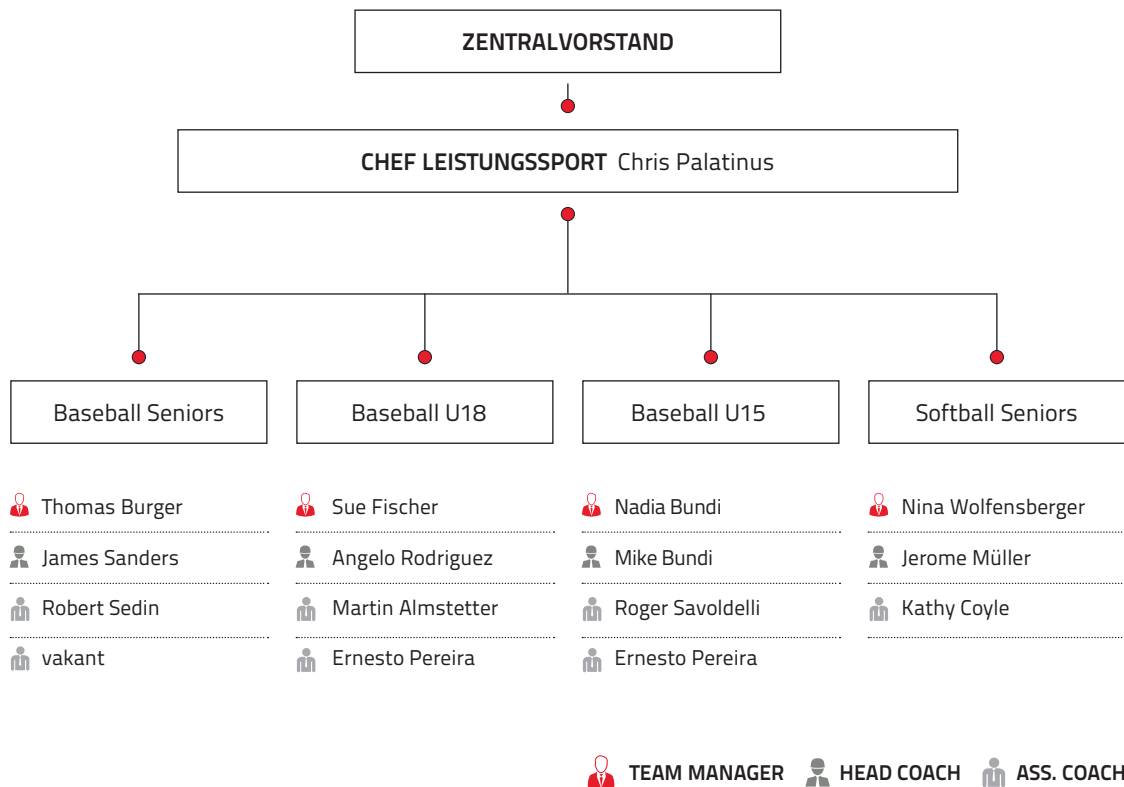 ZENTRALVORSTAND
CHEF LEISTUNGSSPORT Chris Palatinus
Baseball Seniors
Thomas Burger
James Sanders
Robert Sedin
vakant
Baseball U18
Sue Fischer
Angelo Rodriguez
Martin Almstetter
Ernesto Pereira
Baseball U15
Nadia Bundi
Mike Bundi
Roger Savoldelli
Ernesto Pereira
Softball Seniors
Nina Wolfensberger
Jerome Müller
Kathy Coyle
TEAM MANAGER HEAD COACH ASS. COACH